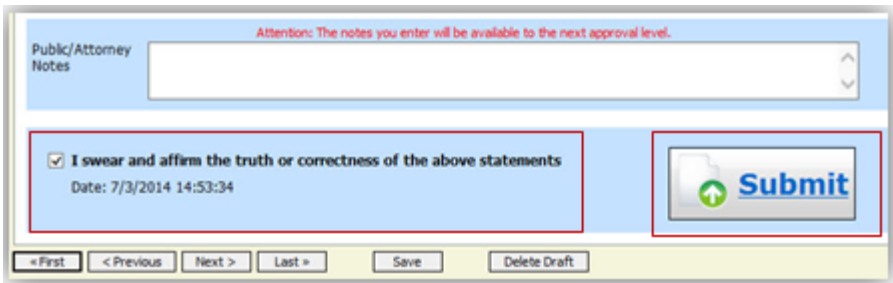 Attention: The notes you enter will be available to the next approval level.
Public/Attorney
Notes
I swear and affirm the truth or correctness of the above statements
Date: 7/3/2014 14:53:34
Submit
« First < Previous Next > Last » Save Delete Draft